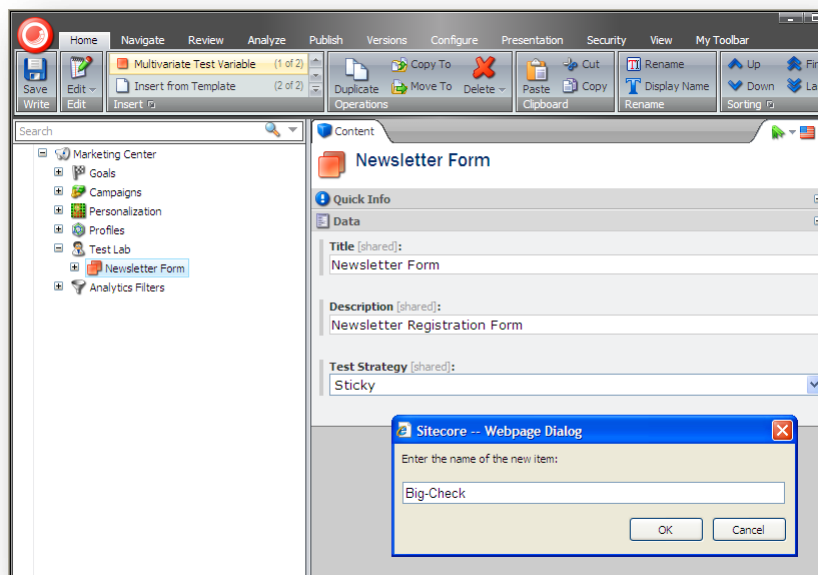 Home Navigate Review Analyze Publish Versions Configure Presentation Security View My Toolbar
Multivariate Test Variable (1 of 2) Copy To Cut Rename Up
Insert from Template (2 of 2) Move To Copy Display Name Down
Save Edit Duplicate Delete Paste
Write Edit Insert Operations Clipboard Rename Sorting
Search
Marketing Center
Goals
Campaigns
Personalization
Profiles
Test Lab
Newsletter Form
Analytics Filters
Content
Newsletter Form
Quick Info
Data
Title [shared]:
Newsletter Form
Description [shared]:
Newsletter Registration Form
Test Strategy [shared]:
Sticky
Sitecore -- Webpage Dialog
Enter the name of the new item:
Big-Check
OK Cancel